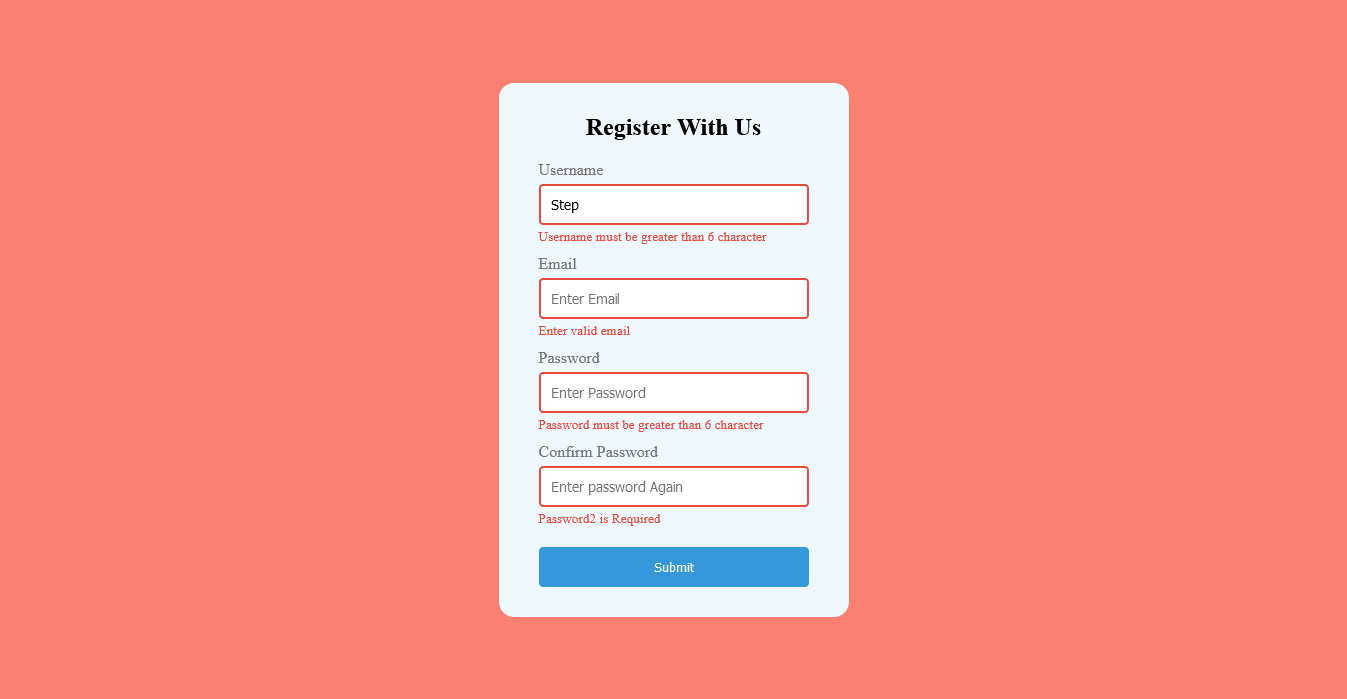 Register With Us
Username
Step
Username must be greater than 6 character
Email
Enter Email
Enter valid email
Password
Enter Password
Password must be greater than 6 character
Confirm Password
Enter password Again
Password2 is Required
Submit